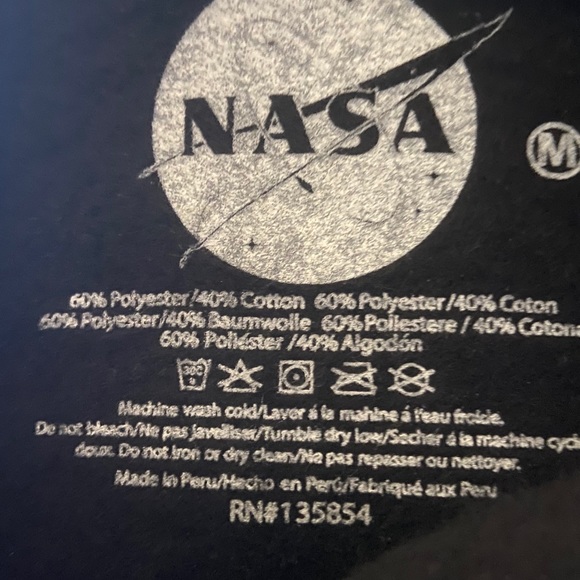 NASA
M
60% Polyester/40% Cotton 60% Polyester/40% Coton
60% Polyester/40% Baumwolle 60% Poliestere / 40% Cotone
60% Poliéster /40% Algodón
30C
Machine wash cold/Laver á la mahine á l'eau froide.
Do not bleach/Ne pas javelliser/Tumble dry low/Secher á la machine cycl
doux. Do not iron or dry clean/Na pas repasser ou nettoyer.
Made in Peru/Hecho en Perú/Fabriqué aux Peru
RN#135854